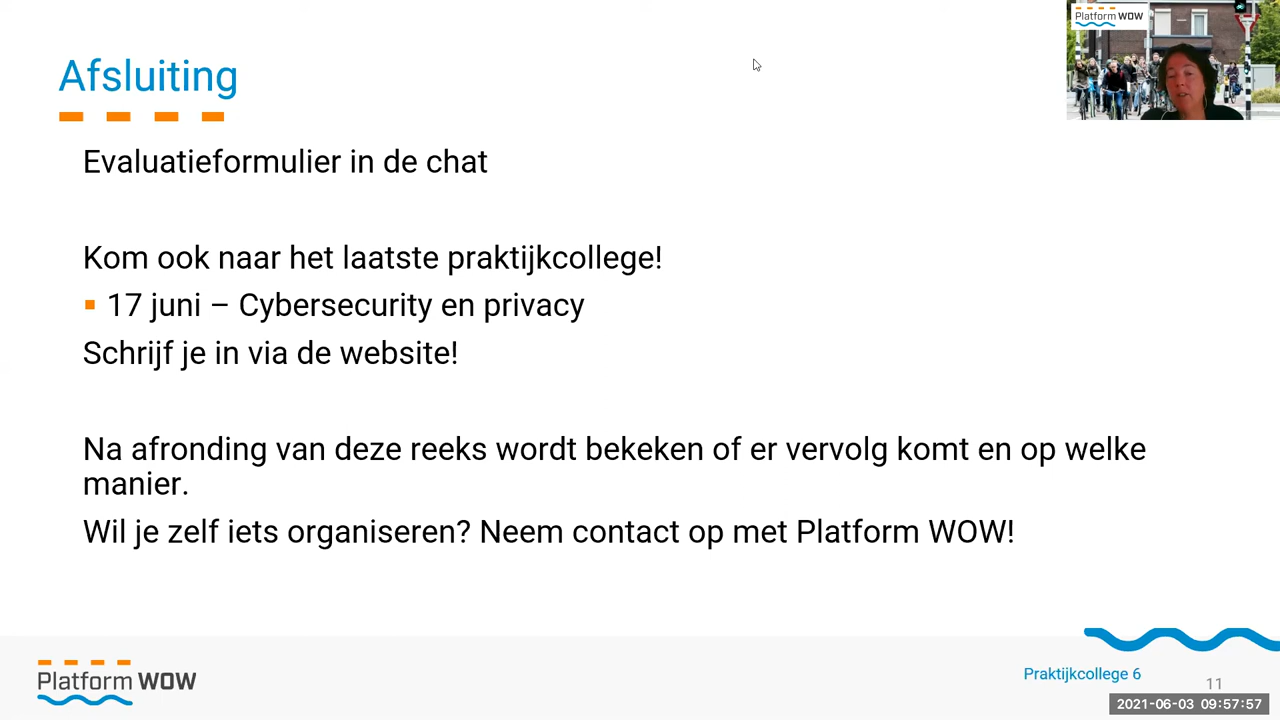 Platform WOW
Afsluiting
Evaluatieformulier in de chat
Kom ook naar het laatste praktijkcollege!
17 juni – Cybersecurity en privacy
Schrijf je in via de website!
Na afronding van deze reeks wordt bekeken of er vervolg komt en op welke
manier.
Wil je zelf iets organiseren? Neem contact op met Platform WOW!
Platform WOW
Praktijkcollege 6
11
2021-06-03 09:57:57